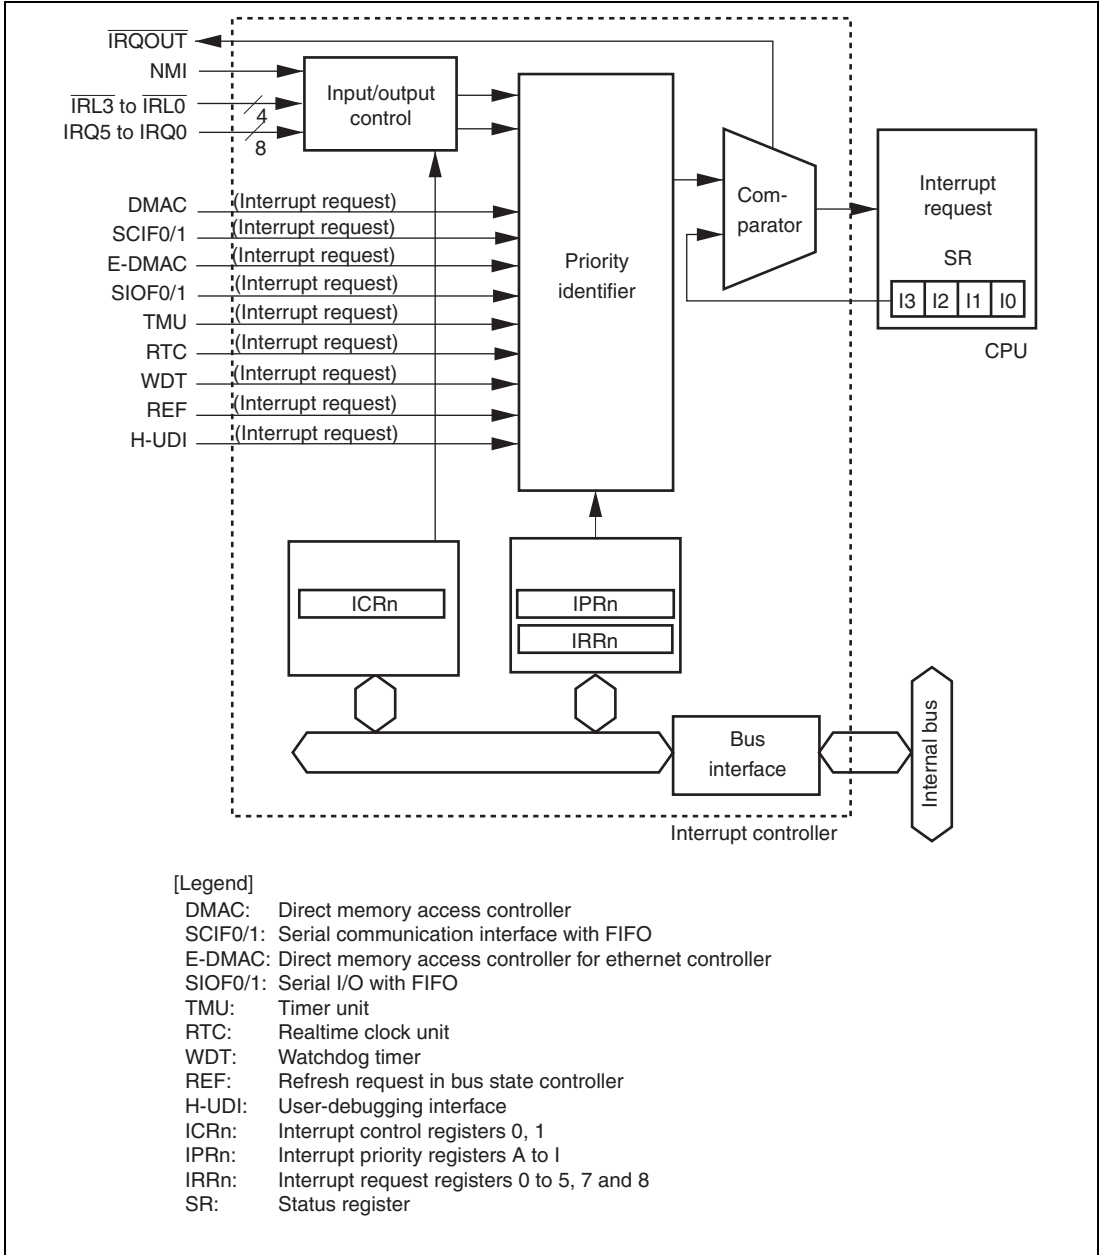 IRQOUT
NMI
IRL3 to IRL0
IRQ5 to IRQ0
4
8
Input/output
control
DMAC (Interrupt request)
SCIF0/1 (Interrupt request)
E-DMAC (Interrupt request)
SIOF0/1 (Interrupt request)
TMU (Interrupt request)
RTC (Interrupt request)
WDT (Interrupt request)
REF (Interrupt request)
H-UDI (Interrupt request)
Priority
identifier
Com-
parator
Interrupt
request
SR
I3 I2 I1 I0
CPU
ICRn
IPRn
IRRn
Bus
interface
Internal bus
Interrupt controller
[Legend]
DMAC: Direct memory access controller
SCIF0/1: Serial communication interface with FIFO
E-DMAC: Direct memory access controller for ethernet controller
SIOF0/1: Serial I/O with FIFO
TMU: Timer unit
RTC: Realtime clock unit
WDT: Watchdog timer
REF: Refresh request in bus state controller
H-UDI: User-debugging interface
ICRn: Interrupt control registers 0, 1
IPRn: Interrupt priority registers A to I
IRRn: Interrupt request registers 0 to 5, 7 and 8
SR: Status register